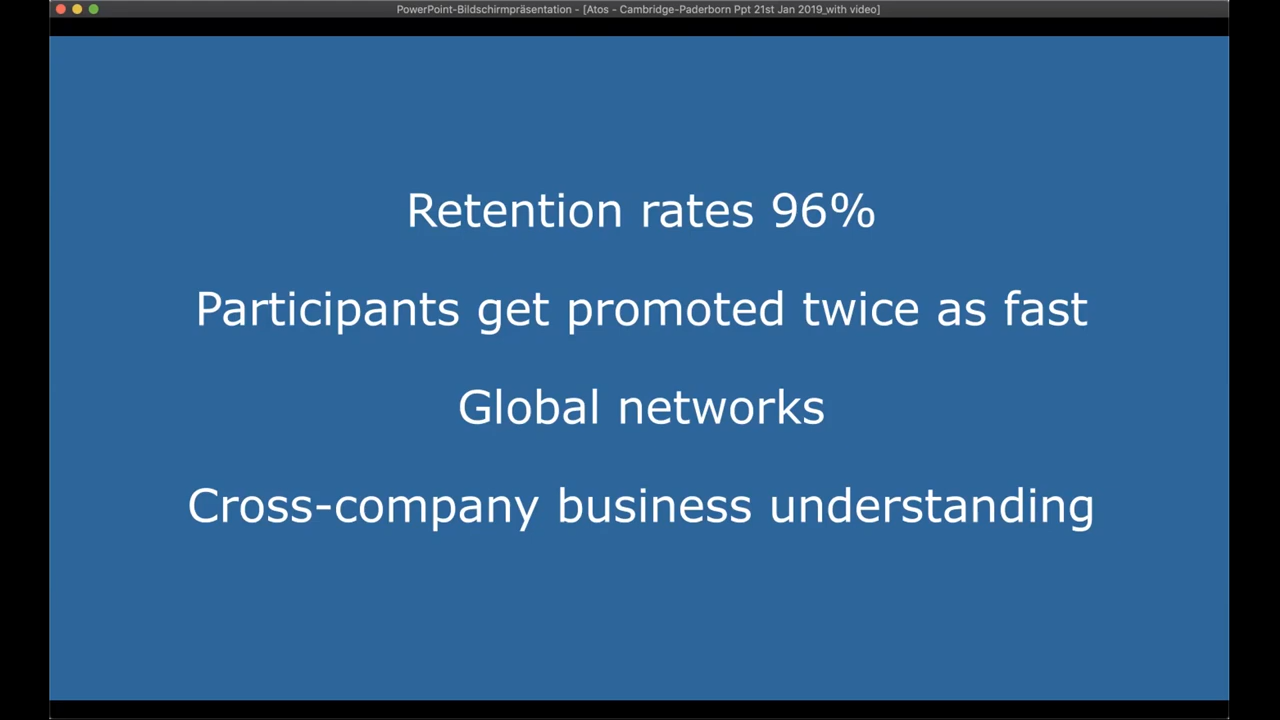 PowerPoint-Bildschirmpräsentation - [Atos - Cambridge-Paderborn Ppt 21st Jan 2019_with video]
Retention rates 96%
Participants get promoted twice as fast
Global networks
Cross-company business understanding